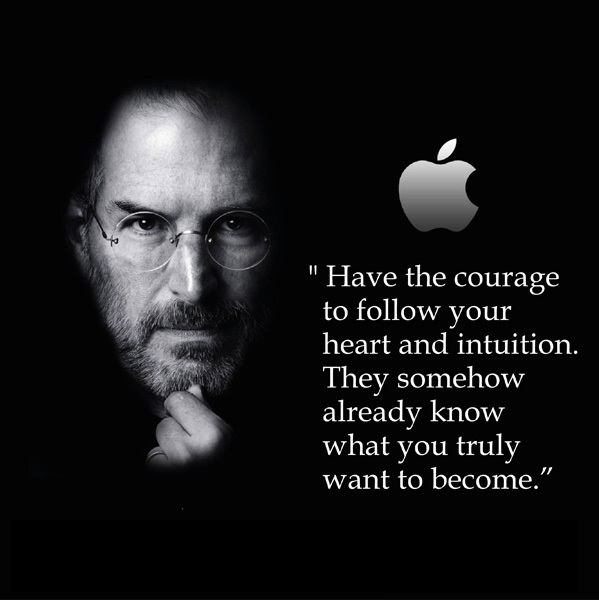 " Have the courage
to follow your
heart and intuition.
They somehow
already know
what you truly
want to become.”